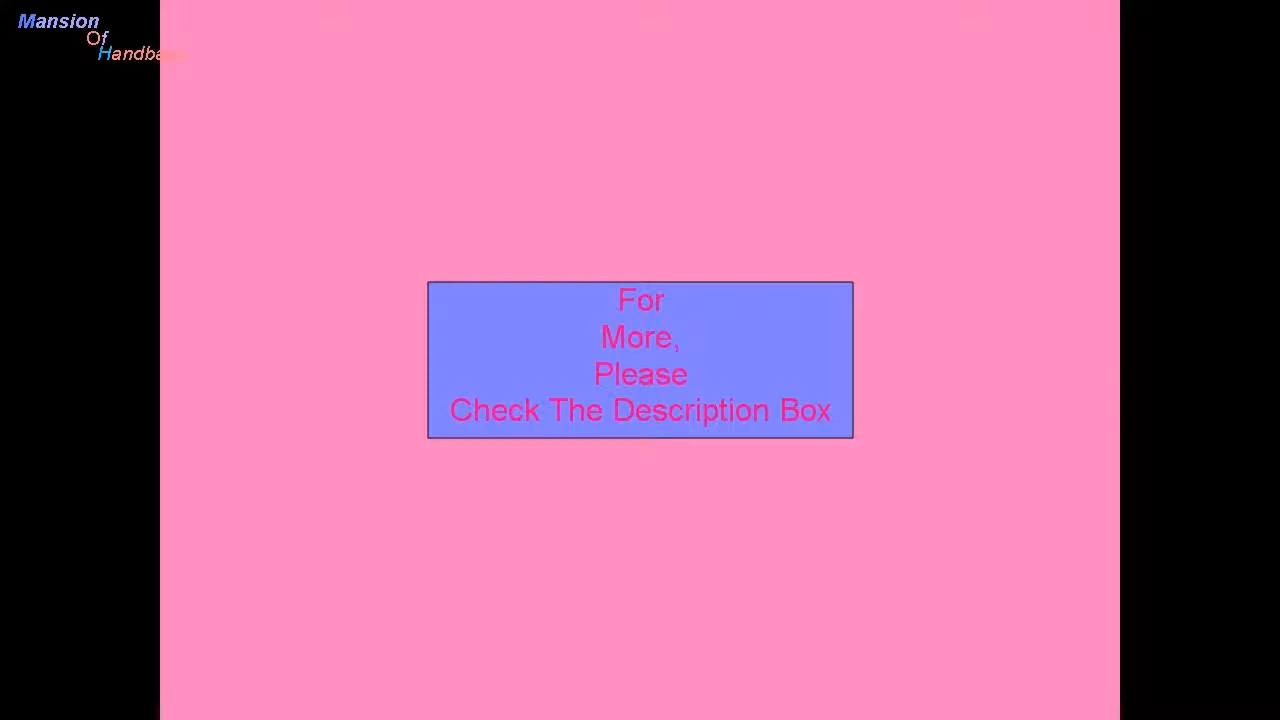 Mansion
Of
For
More,
Please
Check The Description Box